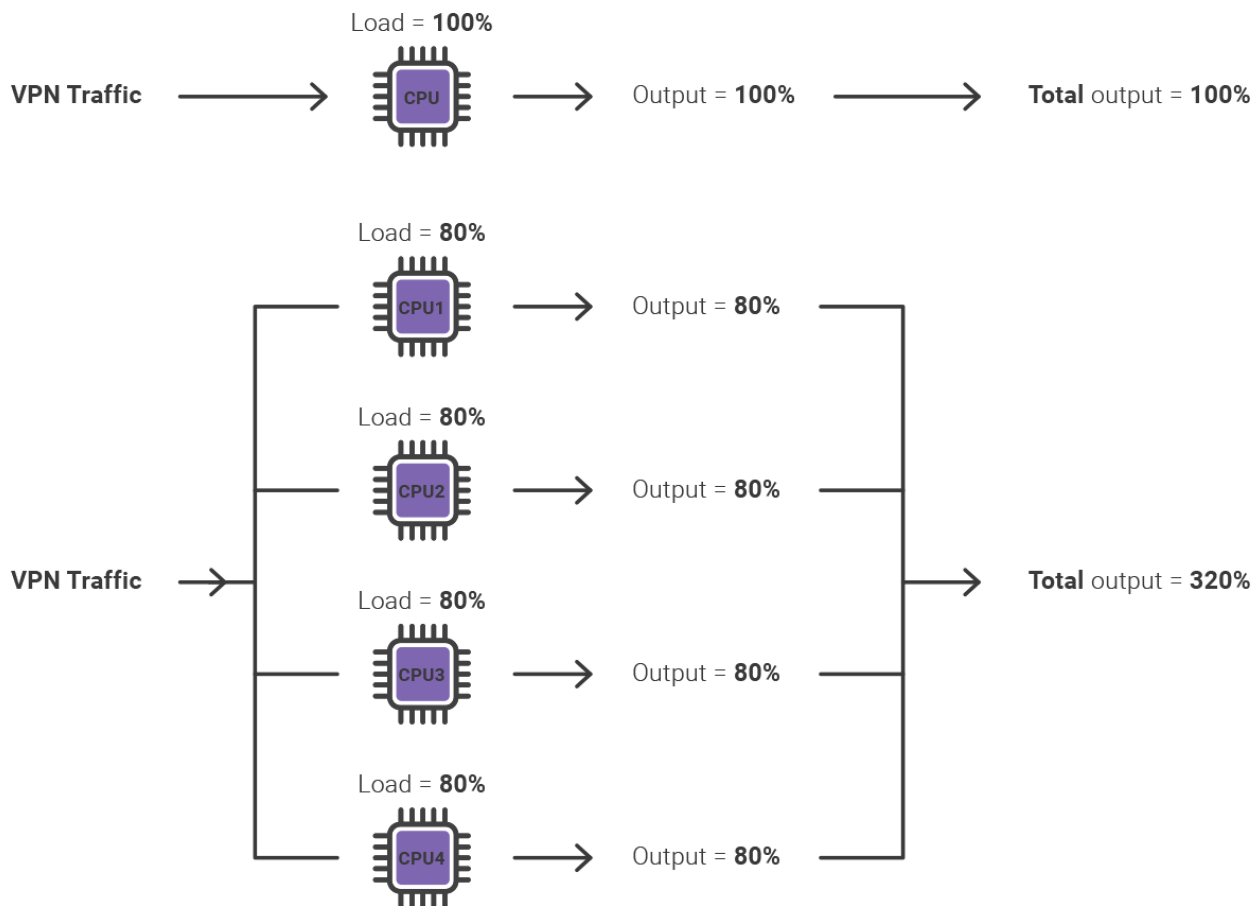 Load = 100%
VPN Traffic
CPU
Output = 100%
Total output = 100%
Load = 80%
CPU1
Output = 80%
Load = 80%
CPU2
Output = 80%
VPN Traffic
Total output = 320%
Load = 80%
CPU3
Output = 80%
Load = 80%
CPU4
Output = 80%